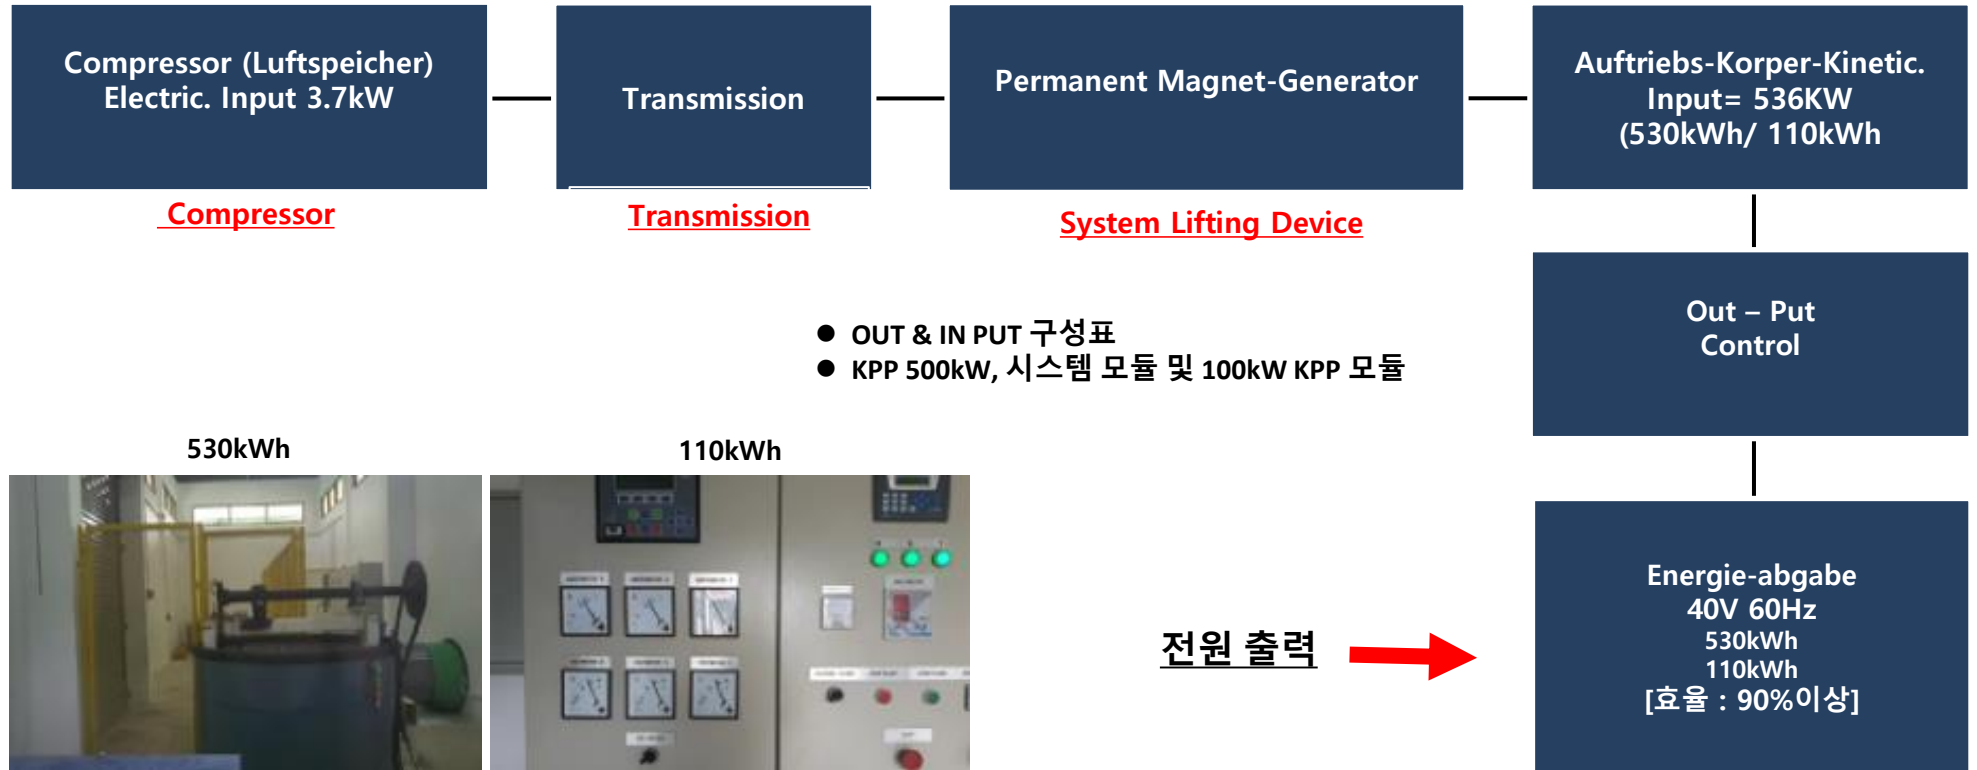 Compressor (Luftspeicher)
Electric. Input 3.7kW
Transmission
Permanent Magnet-Generator
Auftriebs-Korper-Kinetic.
Input= 536KW
(530kWh/ 110kWh
Compressor
Transmission
System Lifting Device
Out – Put
Control
● OUT & IN PUT 구성표
● KPP 500kW, 시스템 모듈 및 100kW KPP 모듈
530kWh
110kWh
전원 출력
Energie-abgabe
40V 60Hz
530kWh
110kWh
[효율 : 90%이상]